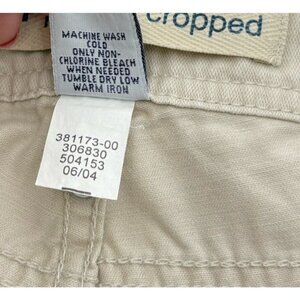 cropped
MACHINE WASH
COLD
ONLY NON-
CHLORINE BLEACH
WHEN NEEDED
TUMBLE DRY LOW
WARM IRON
381173-00
306830
504153
06/04